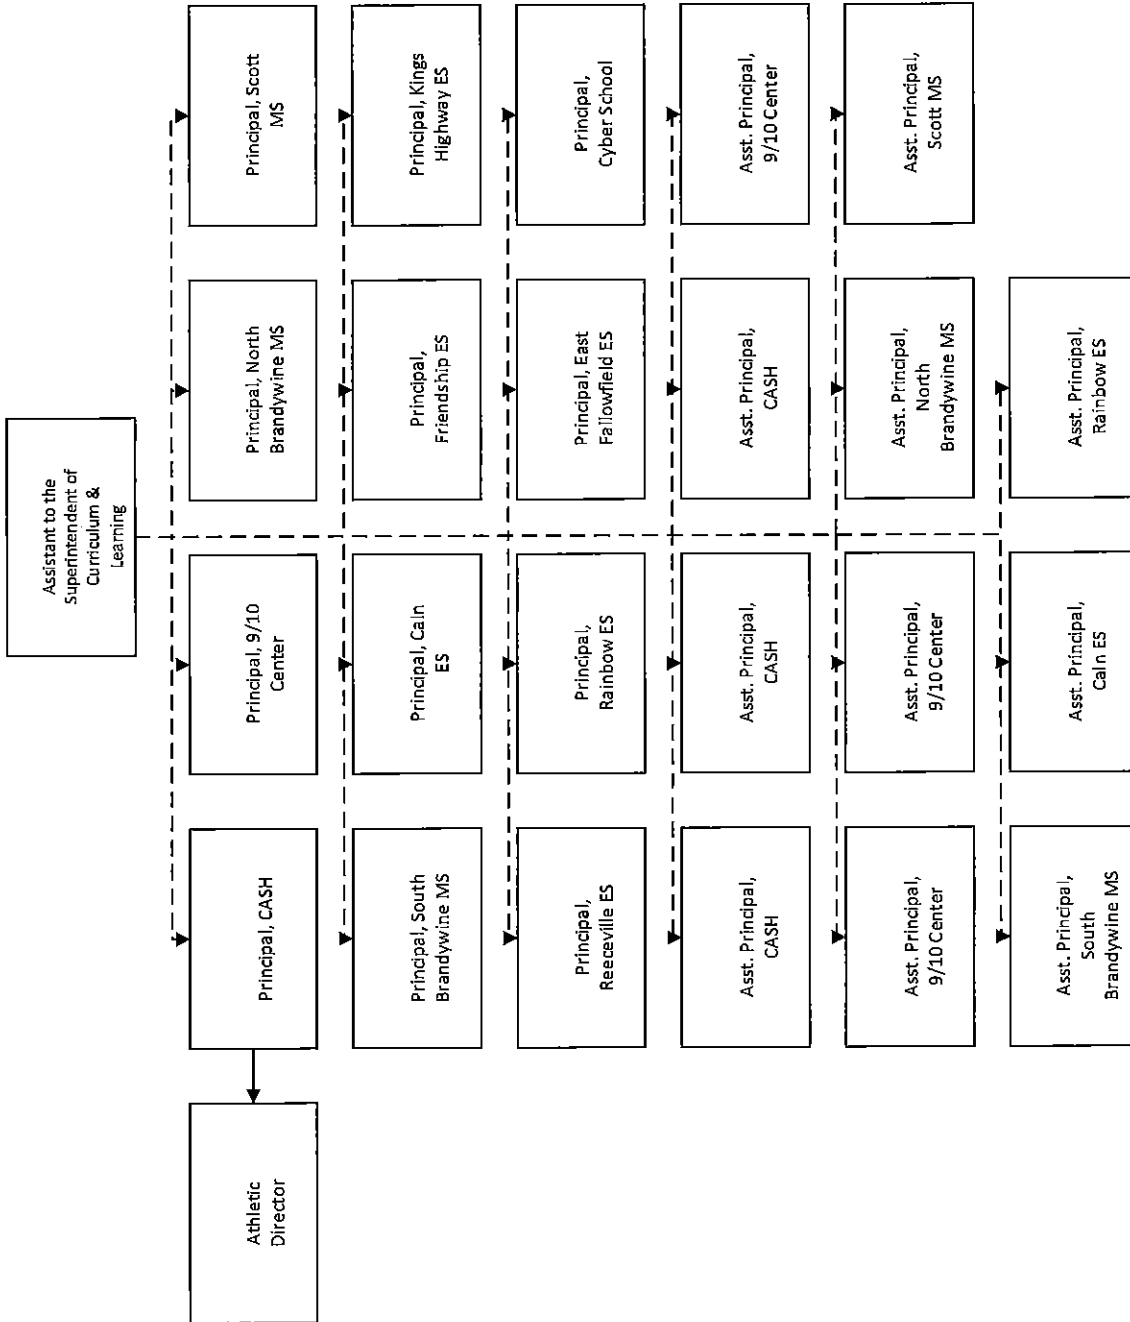 Assistant to the
Superintendent of
Curriculum &
Learning
Athletic
Director
Principal, CASH
Principal, 9/10
Center
Principal, North
Brandywine MS
Principal, Scott
MS
Principal, South
Brandywine MS
Principal, Caln
ES
Principal,
Friendship ES
Principal, Kings
Highway ES
Principal,
Reeceville ES
Principal,
Rainbow ES
Principal, East
Fallowfield ES
Principal,
Cyber School
Asst. Principal,
CASH
Asst. Principal,
CASH
Asst. Principal,
CASH
Asst. Principal,
9/10 Center
Asst. Principal,
9/10 Center
Asst. Principal,
9/10 Center
Asst. Principal,
North
Brandywine MS
Asst. Principal,
Scott MS
Asst. Principal,
South
Brandywine MS
Asst. Principal,
Caln ES
Asst. Principal,
Rainbow ES